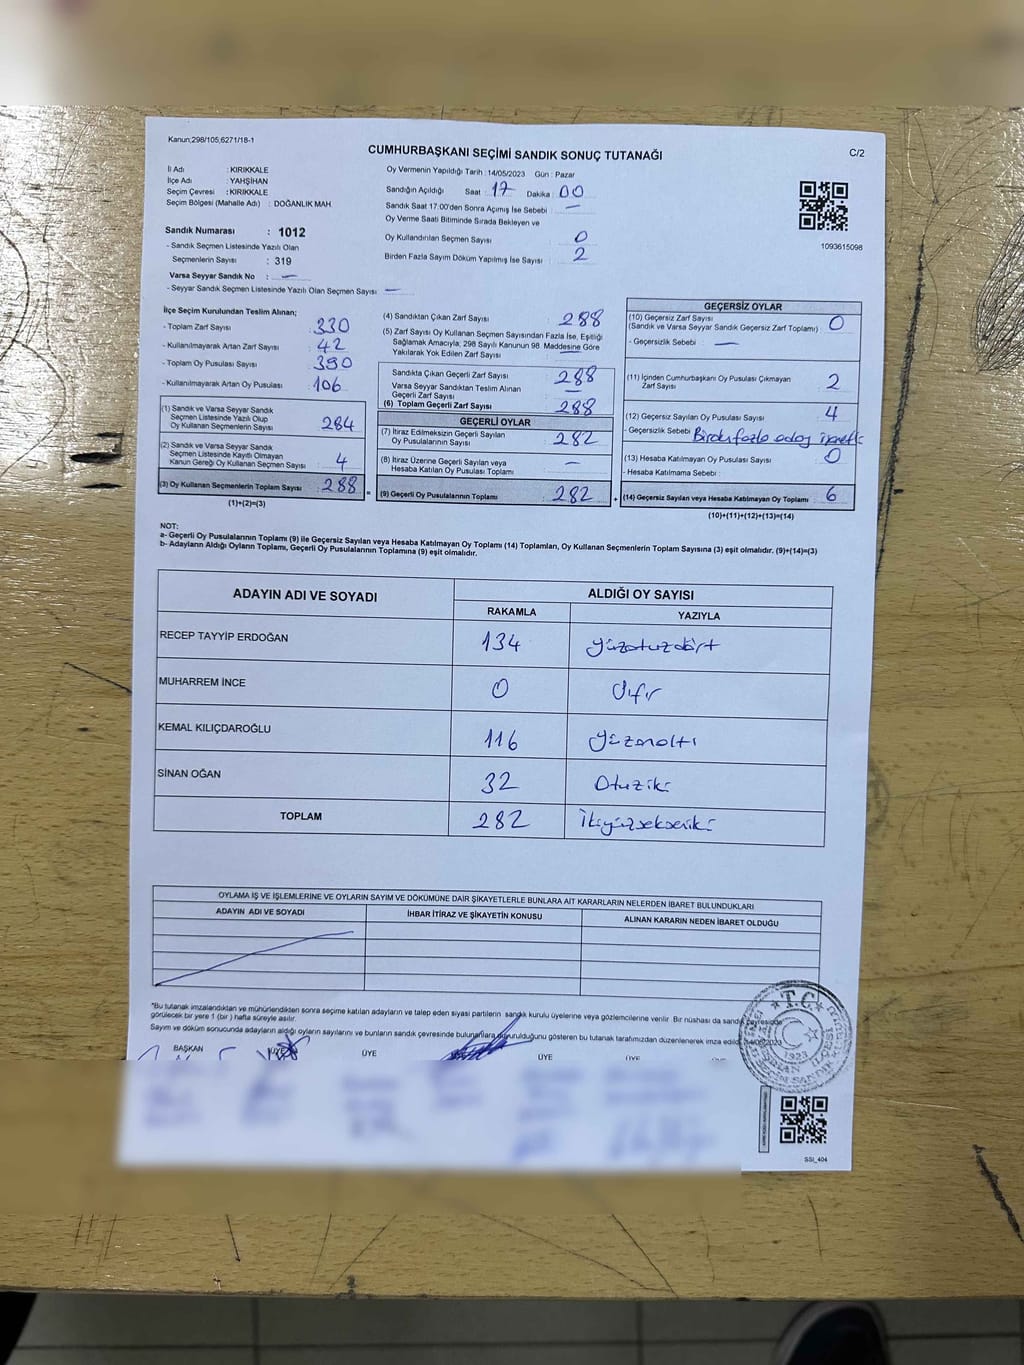 Kanun;298/105;6271/18-1
CUMHURBAŞKANI SEÇİMİ SANDIK SONUÇ TUTANAĞI
C/2
İl Adı : KIRIKKALE
İlçe Adı : YAHŞİHAN
Seçim Çevresi : KIRIKKALE
Seçim Bölgesi (Mahalle Adı) : DOĞANLIK MAH.
Sandık Numarası : 1012
- Sandık Seçmen Listesinde Yazılı Olan
Seçmenlerin Sayısı : 319
Varsa Seyyar Sandık No : —
- Seyyar Sandık Seçmen Listesinde Yazılı Olan Seçmen Sayısı : —
Oy Vermenin Yapıldığı Tarih : 14/05/2023 Gün : Pazar
Sandığın Açıldığı Saat : 17 Dakika : 00
Sandık Saat 17.00'den Sonra Açımış İse Sebebi : —
Oy Verme Saati Bitiminde Sırada Bekleyen ve
Oy Kullandırılan Seçmen Sayısı : 0
Birden Fazla Sayım Döküm Yapılmış İse Sayısı : 2
1093615098
İlçe Seçim Kurulundan Teslim Alınan;
- Toplam Zarf Sayısı : 330
- Kullanılmayarak Artan Zarf Sayısı : 42
- Toplam Oy Pusulası Sayısı : 390
- Kullanılmayarak Artan Oy Pusulası : 106
(1) Sandık ve Varsa Seyyar Sandık
Seçmen Listesinde Yazılı Olup
Oy Kullanan Seçmenlerin Sayısı : 284
(2) Sandık ve Varsa Seyyar Sandık
Seçmen Listesinde Kayıtlı Olmayan
Kanun Gereği Oy Kullanan Seçmen Sayısı : 4
(3) Oy Kullanan Seçmenlerin Toplam Sayısı : 288
(1)+(2)=(3)
(4) Sandıktan Çıkan Zarf Sayısı : 288
(5) Zarf Sayısı Oy Kullanan Seçmen Sayısından Fazla İse, Eşitliği
Sağlamak Amacıyla, 298 Sayılı Kanunun 98. Maddesine Göre
Yakılarak Yok Edilen Zarf Sayısı : —
Sandıkta Çıkan Geçerli Zarf Sayısı : 288
Varsa Seyyar Sandıktan Teslim Alınan
Geçerli Zarf Sayısı : —
(6) Toplam Geçerli Zarf Sayısı : 288
GEÇERLİ OYLAR
(7) İtiraz Edilmeksizin Geçerli Sayılan
Oy Pusulalarının Sayısı : 282
(8) İtiraz Üzerine Geçerli Sayılan veya
Hesaba Katılan Oy Pusulası Toplamı : —
= (9) Geçerli Oy Pusulalarının Toplamı : 282
GEÇERSİZ OYLAR
(10) Geçersiz Zarf Sayısı
(Sandık ve Varsa Seyyar Sandık Geçersiz Zarf Toplamı) : 0
- Geçersizlik Sebebi : —
(11) İçinden Cumhurbaşkanı Oy Pusulası Çıkmayan
Zarf Sayısı : 2
(12) Geçersiz Sayılan Oy Pusulası Sayısı : 4
- Geçersizlik Sebebi : Birden fazla aday işareti
(13) Hesaba Katılmayan Oy Pusulası Sayısı : 0
- Hesaba Katılmama Sebebi :
+ (14) Geçersiz Sayılan veya Hesaba Katılmayan Oy Toplamı : 6
(10)+(11)+(12)+(13)=(14)
NOT:
a- Geçerli Oy Pusulalarının Toplamı (9) ile Geçersiz Sayılan veya Hesaba Katılmayan Oy Toplamı (14) Toplamları, Oy Kullanan Seçmenlerin Toplam Sayısına (3) eşit olmalıdır. (9)+(14)=(3)
b- Adayların Aldığı Oyların Toplamı, Geçerli Oy Pusulalarının Toplamına (9) eşit olmalıdır.
ADAYIN ADI VE SOYADI ALDIĞI OY SAYISI
RAKAMLA YAZIYLA
RECEP TAYYİP ERDOĞAN 134 Yüzotuzdört
MUHARREM İNCE 0 Sıfır
KEMAL KILIÇDAROĞLU 116 Yüzonaltı
SİNAN OĞAN 32 Otuziki
TOPLAM 282 İkiyüzsekseniki
OYLAMA İŞ VE İŞLEMLERİNE VE OYLARIN SAYIM VE DÖKÜMÜNE DAİR ŞİKAYETLERLE BUNLARA AİT KARARLARIN NELERDEN İBARET BULUNDUKLARI
ADAYIN ADI VE SOYADI İHBAR İTİRAZ VE ŞİKAYETİN KONUSU ALINAN KARARIN NEDEN İBARET OLDUĞU
*Bu tutanak imzalandıktan ve mühürlendikten sonra seçime katılan adayların ve talep eden siyasi partilerin sandık kurulu üyelerine veya gözlemcilerine verilir. Bir nüshası da sandık çevresinde
görülecek bir yere 1 (bir) hafta süreyle asılır.
Sayım ve döküm sonucunda adayların aldığı oyların sayılarını ve bunların sandık çevresinde bulunanlara duyurulduğunu gösteren bu tutanak tarafımızdan düzenlenerek imza edildi. 14/05/2023
BAŞKAN ÜYE ÜYE ÜYE ÜYE
T.C.
1923
SSI_404